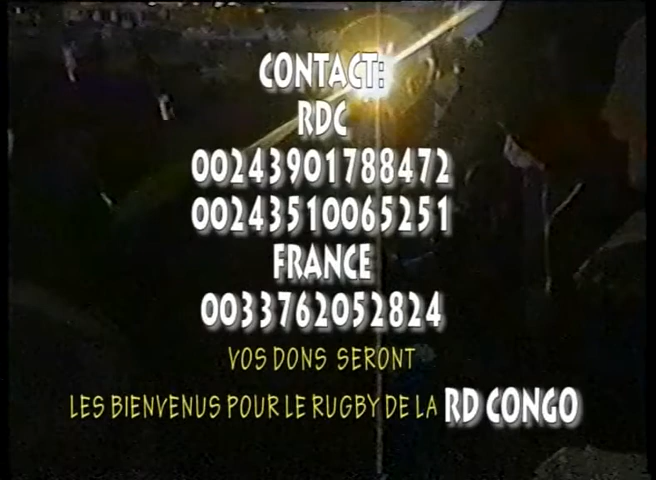 CONTACT:
RDC
00243901788472
00243510065251
FRANCE
0033762052824
VOS DONS SERONT
LES BIENVENUS POUR LE RUGBY DE LA RD CONGO